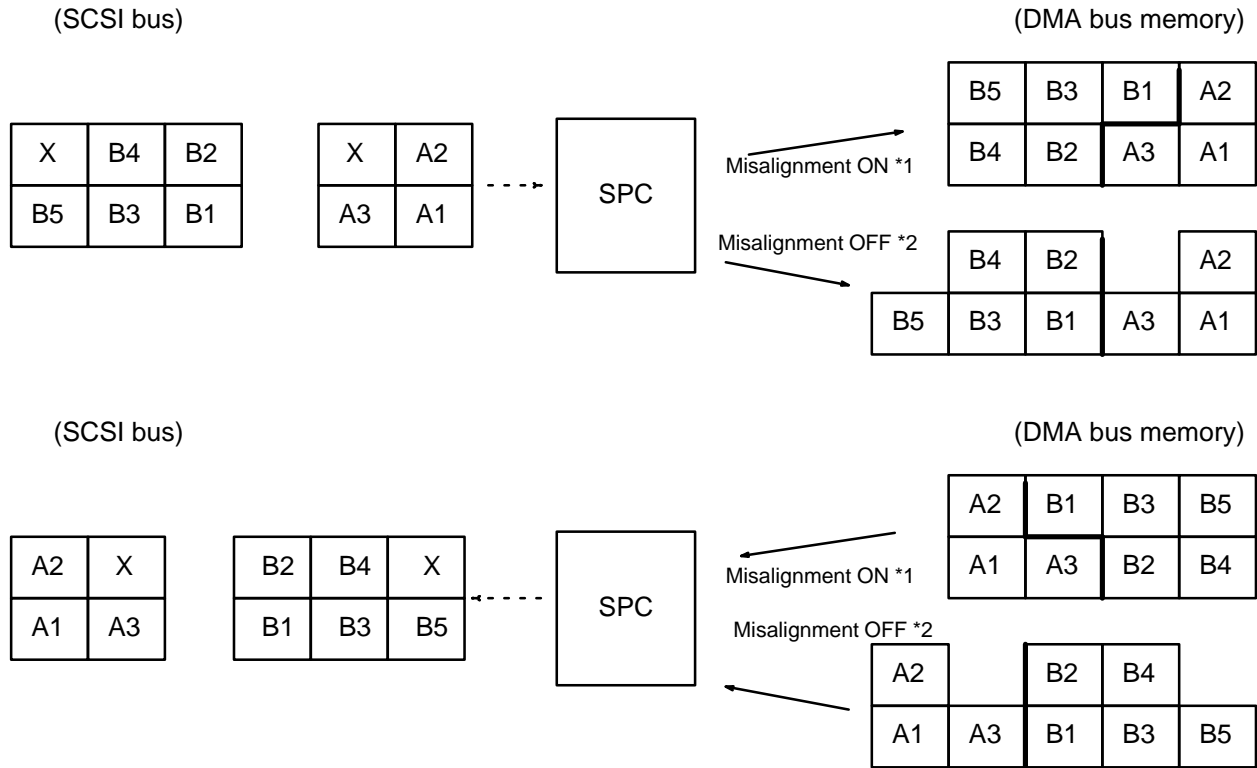 (SCSI bus) (DMA bus memory)
B5 B3 B1 A2
X B4 B2 X A2
Misalignment ON *1
B4 B2 A3 A1
SPC
B5 B3 B1 A3 A1
Misalignment OFF *2
B4 B2 A2
B5 B3 B1 A3 A1
(SCSI bus) (DMA bus memory)
A2 B1 B3 B5
A2 X B2 B4 X
Misalignment ON *1
A1 A3 B2 B4
SPC
A1 A3 B1 B3 B5
Misalignment OFF *2
A2 B2 B4
A1 A3 B1 B3 B5